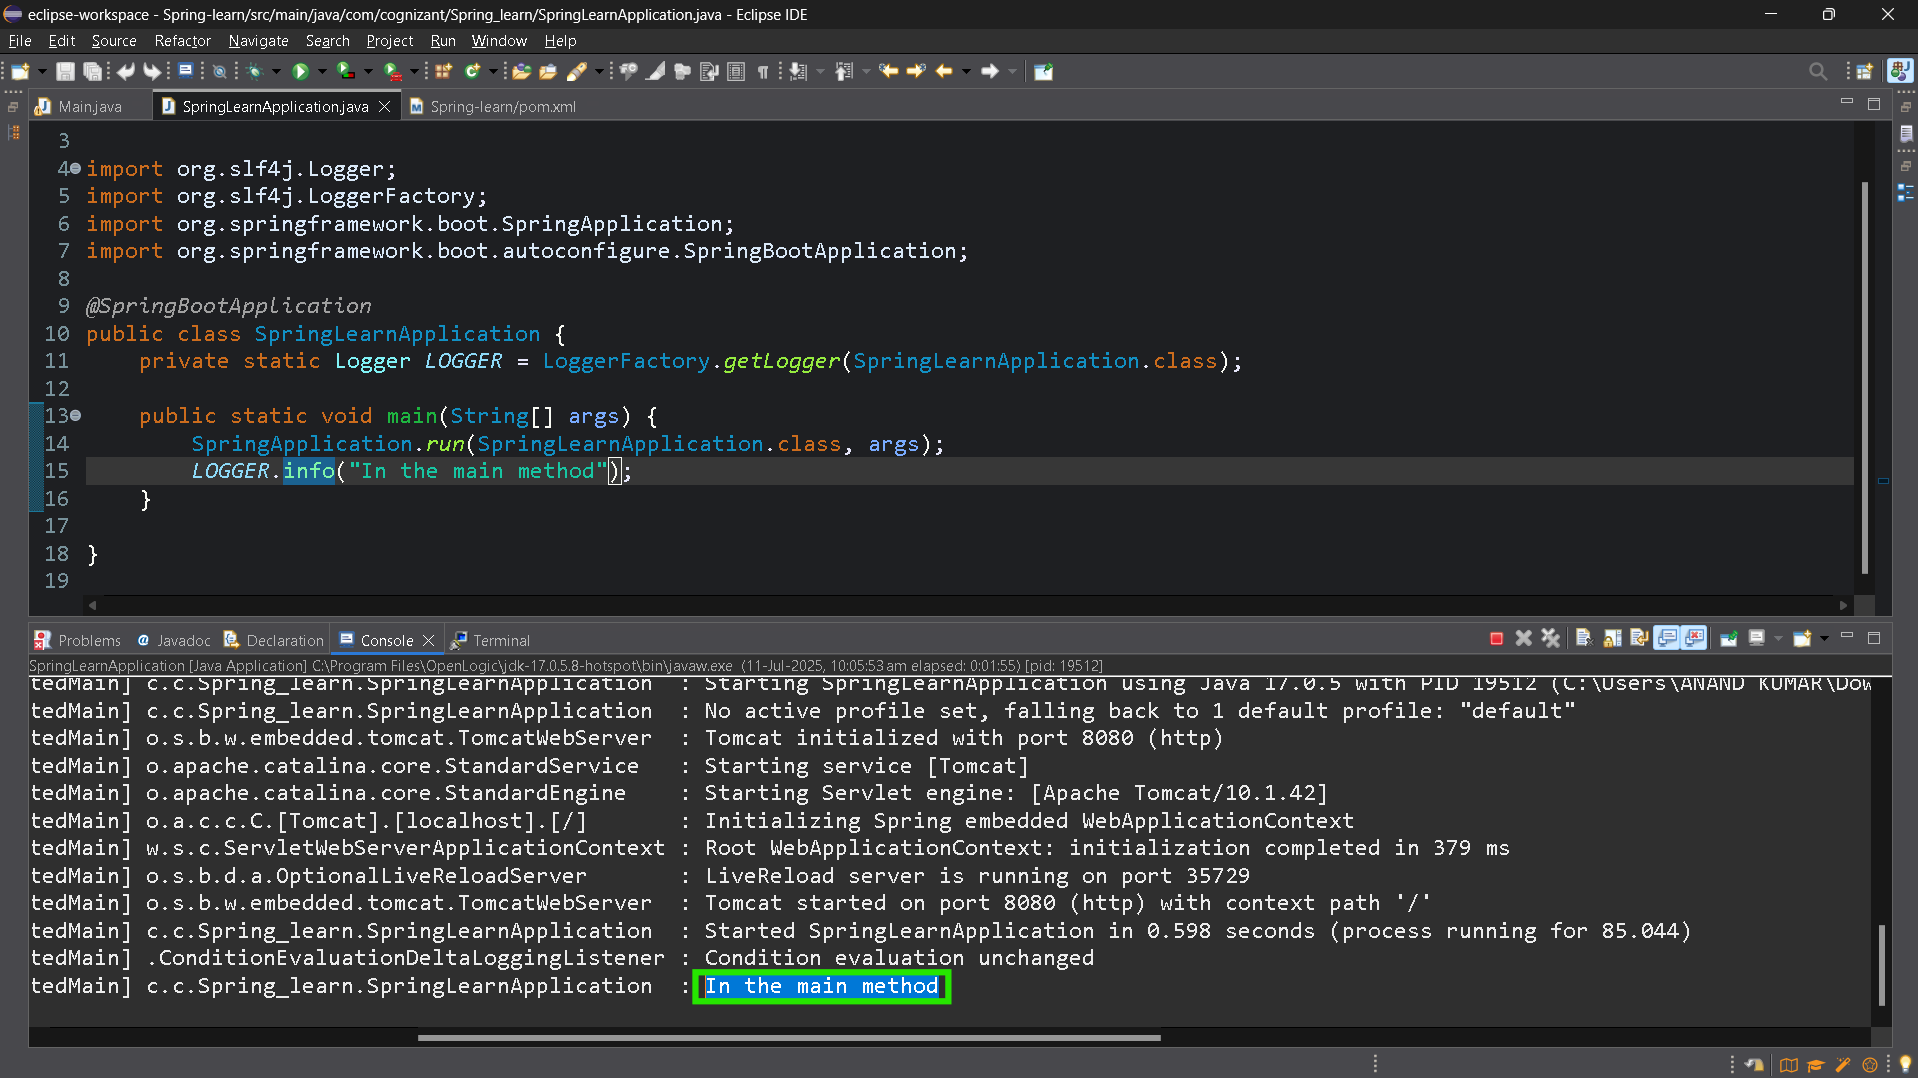 eclipse-workspace - Spring-learn/src/main/java/com/cognizant/Spring_learn/SpringLearnApplication.java - Eclipse IDE
File Edit Source Refactor Navigate Search Project Run Window Help
Main.java SpringLearnApplication.java Spring-learn/pom.xml
3
4 import org.slf4j.Logger;
5 import org.slf4j.LoggerFactory;
6 import org.springframework.boot.SpringApplication;
7 import org.springframework.boot.autoconfigure.SpringBootApplication;
8
9 @SpringBootApplication
10 public class SpringLearnApplication {
11 private static Logger LOGGER = LoggerFactory.getLogger(SpringLearnApplication.class);
12
13 public static void main(String[] args) {
14 SpringApplication.run(SpringLearnApplication.class, args);
15 LOGGER.info("In the main method");
16 }
17
18 }
19
Problems Javadoc Declaration Console Terminal
SpringLearnApplication [Java Application] C:\Program Files\OpenLogic\jdk-17.0.5.8-hotspot\bin\javaw.exe (11-Jul-2025, 10:05:53 am elapsed: 0:01:55) [pid: 19512]
tedMain] c.c.Spring_learn.SpringLearnApplication : Starting SpringLearnApplication using Java 17.0.5 with PID 19512 (C:\Users\ANAND KUMAR\Dow
tedMain] c.c.Spring_learn.SpringLearnApplication : No active profile set, falling back to 1 default profile: "default"
tedMain] o.s.b.w.embedded.tomcat.TomcatWebServer : Tomcat initialized with port 8080 (http)
tedMain] o.apache.catalina.core.StandardService : Starting service [Tomcat]
tedMain] o.apache.catalina.core.StandardEngine : Starting Servlet engine: [Apache Tomcat/10.1.42]
tedMain] o.a.c.c.C.[Tomcat].[localhost].[/] : Initializing Spring embedded WebApplicationContext
tedMain] w.s.c.ServletWebServerApplicationContext : Root WebApplicationContext: initialization completed in 379 ms
tedMain] o.s.b.d.a.OptionalLiveReloadServer : LiveReload server is running on port 35729
tedMain] o.s.b.w.embedded.tomcat.TomcatWebServer : Tomcat started on port 8080 (http) with context path '/'
tedMain] c.c.Spring_learn.SpringLearnApplication : Started SpringLearnApplication in 0.598 seconds (process running for 85.044)
tedMain] .ConditionEvaluationDeltaLoggingListener : Condition evaluation unchanged
tedMain] c.c.Spring_learn.SpringLearnApplication : In the main method